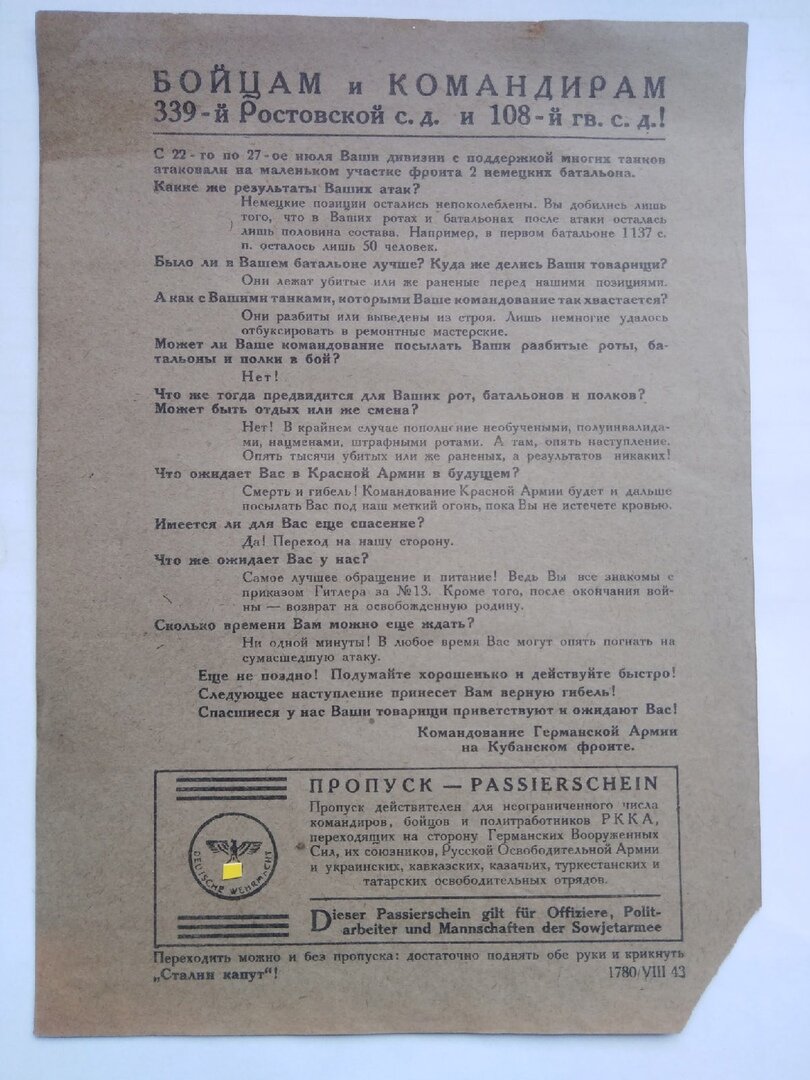 БОЙЦАМ и КОМАНДИРАМ
339-й Ростовской с. д. и 108-й гв. с. д.!
С 22-го по 27-ое июля Ваши дивизии с поддержкой многих танков
атаковали на маленьком участке фронта 2 немецких батальона.
Какие же результаты Ваших атак?
Немецкие позиции остались непоколеблены. Вы добились лишь
того, что в Ваших ротах и батальонах после атаки осталась
лишь половина состава. Например, в первом батальоне 1137 с.
п. осталось лишь 50 человек.
Было ли в Вашем батальоне лучше? Куда же делись Ваши товарищи?
Они лежат убитые или же раненые перед нашими позициями.
А как с Вашими танками, которыми Ваше командование так хвастается?
Они разбиты или выведены из строя. Лишь немногие удалось
отбуксировать в ремонтные мастерские.
Может ли Ваше командование посылать Ваши разбитые роты, ба-
тальоны и полки в бой?
Нет!
Что же тогда предвидится для Ваших рот, батальонов и полков?
Может быть отдых или же смена?
Нет! В крайнем случае пополнение необучеными, полуинвалида-
ми, нацменами, штрафными ротами. А там, опять наступление.
Опять тысячи убитых или же раненых, а результатов никаких!
Что ожидает Вас в Красной Армии в будущем?
Смерть и гибель! Командование Красной Армии будет и дальше
посылать Вас под наш меткий огонь, пока Вы не истечете кровью.
Имеется ли для Вас еще спасение?
Да! Переход на нашу сторону.
Что же ожидает Вас у нас?
Самое лучшее обращение и питание! Ведь Вы все знакомы с
приказом Гитлера за №13. Кроме того, после окончания вой-
ны — возврат на освобожденную родину.
Сколько времени Вам можно еще ждать?
Ни одной минуты! В любое время Вас могут опять погнать на
сумасшедшую атаку.
Еще не поздно! Подумайте хорошенько и действуйте быстро!
Следующее наступление принесет Вам верную гибель!
Спасшиеся у нас Ваши товарищи приветствуют и ожидают Вас!
Командование Германской Армии
на Кубанском фронте.
ПРОПУСК — PASSIERSCHEIN
Пропуск действителен для неограниченного числа
командиров, бойцов и политработников РККА,
переходящих на сторону Германских Вооруженных
Сил, их союзников, Русской Освободительной Армии
и украинских, кавказских, казачьих, туркестанских и
татарских освободительных отрядов.
DEUTSCHE WEHRMACHT
Dieser Passierschein gilt für Offiziere, Polit-
arbeiter und Mannschaften der Sowjetarmee
Переходить можно и без пропуска: достаточно поднять обе руки и крикнуть
„Сталин капут“!
1780/VIII 43